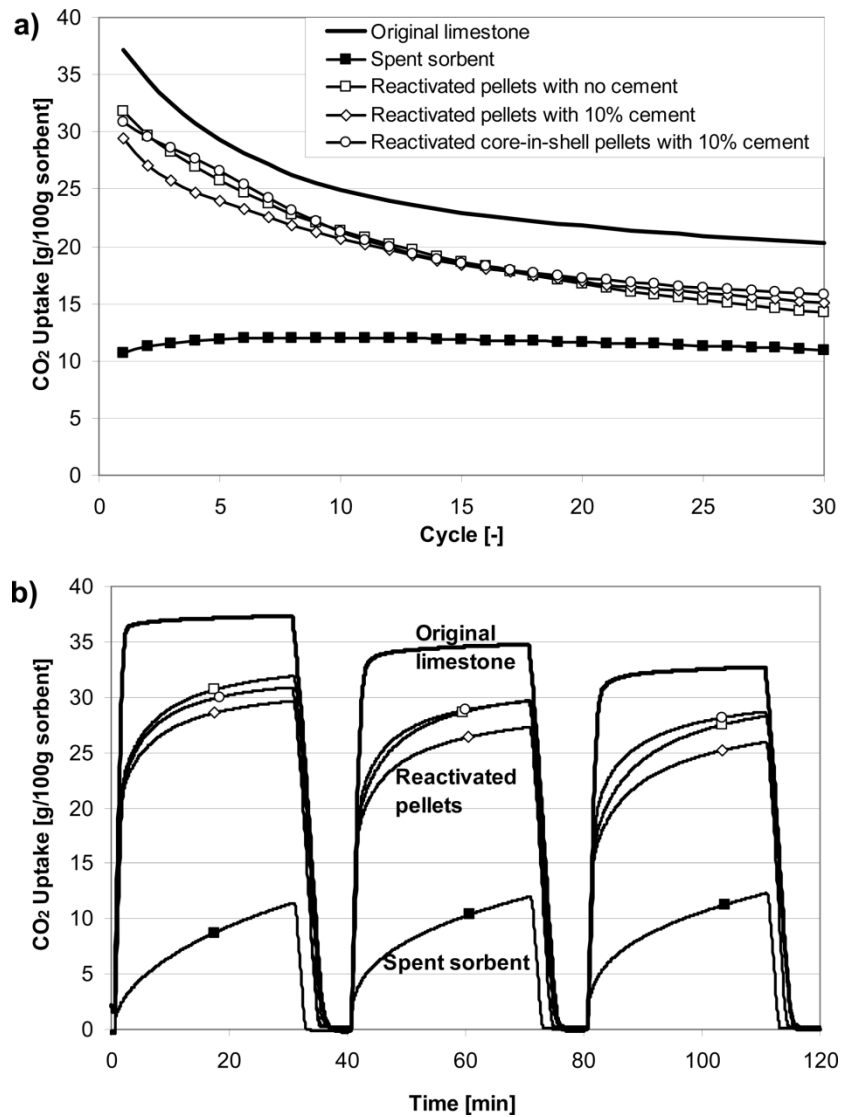 a)
CO₂ Uptake [g/100g sorbent]
40
35
30
25
20
15
10
5
0
Original limestone
Spent sorbent
Reactivated pellets with no cement
Reactivated pellets with 10% cement
Reactivated core-in-shell pellets with 10% cement
0 5 10 15 20 25 30
Cycle [-]
b)
CO₂ Uptake [g/100g sorbent]
40
35
30
25
20
15
10
5
0
Original
limestone
Reactivated
pellets
Spent sorbent
0 20 40 60 80 100 120
Time [min]